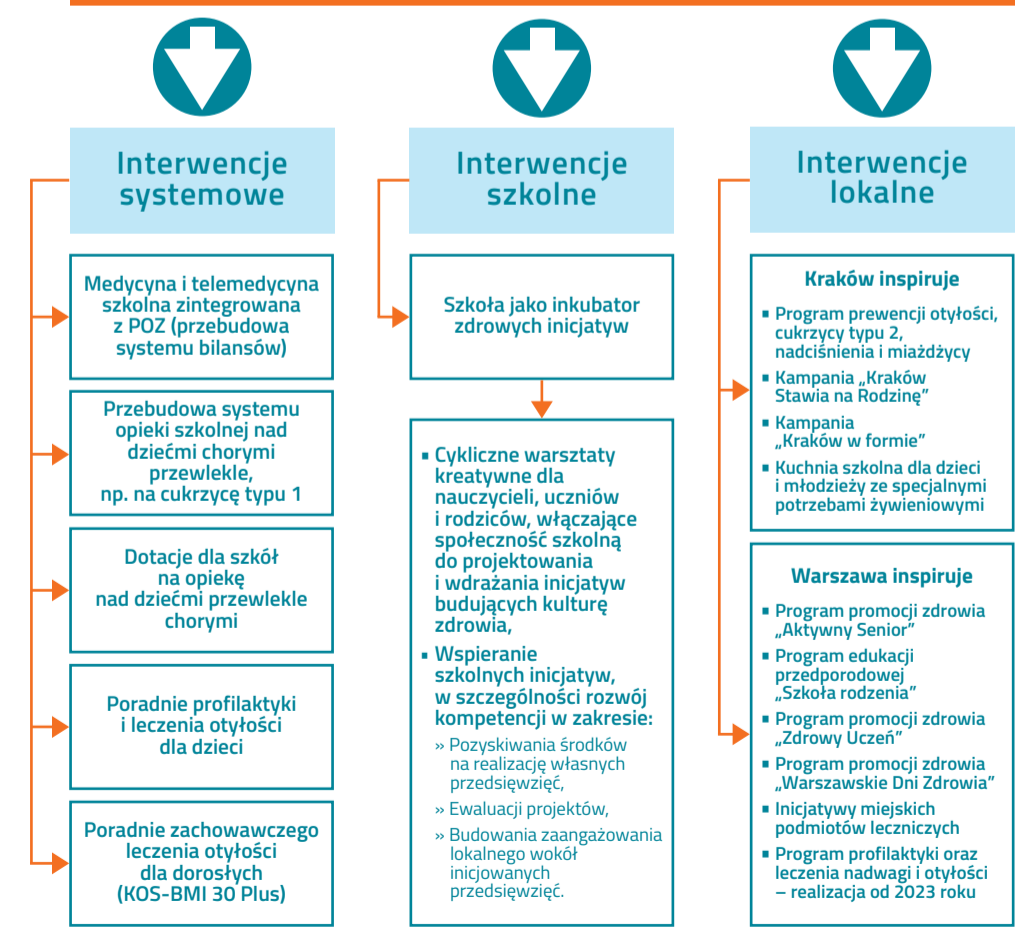 Interwencje
systemowe
Medycyna i telemedycyna
szkolna zintegrowana
z POZ (przebudowa
systemu bilansów)
Przebudowa systemu
opieki szkolnej nad
dziećmi chorymi
przewlekle,
np. na cukrzycę typu 1
Dotacje dla szkół
na opiekę
nad dziećmi przewlekle
chorymi
Poradnie profilaktyki
i leczenia otyłości
dla dzieci
Poradnie zachowawczego
leczenia otyłości
dla dorosłych
(KOS-BMI 30 Plus)
Interwencje
szkolne
Szkoła jako inkubator
zdrowych inicjatyw
▪ Cykliczne warsztaty
kreatywne dla
nauczycieli, uczniów
i rodziców, włączające
społeczność szkolną
do projektowania
i wdrażania inicjatyw
budujących kulturę
zdrowia,
▪ Wspieranie
szkolnych inicjatyw,
w szczególności rozwój
kompetencji w zakresie:
» Pozyskiwania środków
na realizację własnych
przedsięwzięć,
» Ewaluacji projektów,
» Budowania zaangażowania
lokalnego wokół
inicjowanych
przedsięwzięć.
Interwencje
lokalne
Kraków inspiruje
▪ Program prewencji otyłości,
cukrzycy typu 2,
nadciśnienia i miażdżycy
▪ Kampania „Kraków
Stawia na Rodzinę”
▪ Kampania
„Kraków w formie”
▪ Kuchnia szkolna dla dzieci
i młodzieży ze specjalnymi
potrzebami żywieniowymi
Warszawa inspiruje
▪ Program promocji zdrowia
„Aktywny Senior”
▪ Program edukacji
przedporodowej
„Szkoła rodzenia”
▪ Program promocji zdrowia
„Zdrowy Uczeń”
▪ Program promocji zdrowia
„Warszawskie Dni Zdrowia”
▪ Inicjatywy miejskich
podmiotów leczniczych
▪ Program profilaktyki oraz
leczenia nadwagi i otyłości
– realizacja od 2023 roku